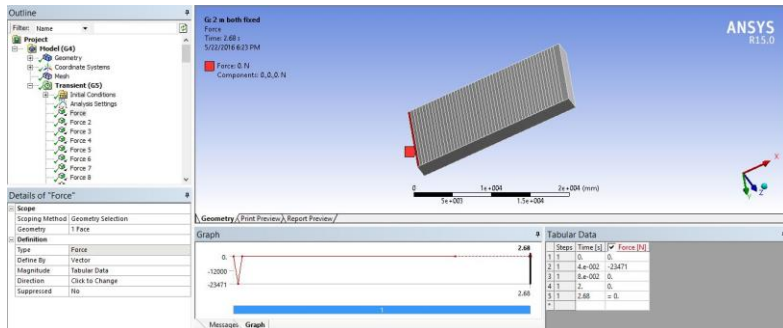 Outline
Filter: Name
Project
Model (G4)
Geometry
Coordinate Systems
Mesh
Transient (G5)
Initial Conditions
Analysis Settings
Force
Force 2
Force 3
Force 4
Force 5
Force 6
Force 7
Force 8
Details of "Force"
Scope
Scoping Method Geometry Selection
Geometry 1 Face
Definition
Type Force
Define By Vector
Magnitude Tabular Data
Direction Click to Change
Suppressed No
G: 2 m both fixed
Force
Time: 2.68 s
5/22/2016 6:23 PM
Force: 0. N
Components: 0.,0.,0. N
ANSYS
R15.0
0 1e+004 2e+004 (mm)
5e+003 1.5e+004
X
Y
Z
Geometry Print Preview Report Preview
Graph
2.68
0.
-12000
-23471
2.68
1
Messages Graph
Tabular Data
Steps Time [s] Force [N]
1 1 0. 0.
2 1 4.e-002 -23471
3 1 8.e-002 0.
4 1 2. 0.
5 1 2.68 = 0.
*